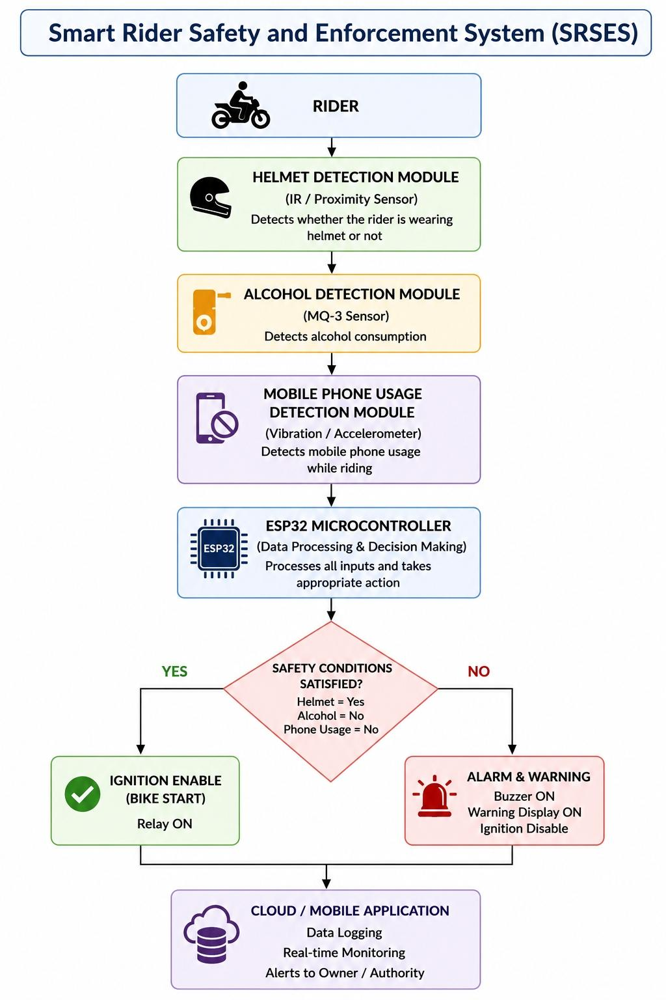 Smart Rider Safety and Enforcement System (SRSES)
RIDER
HELMET DETECTION MODULE
(IR / Proximity Sensor)
Detects whether the rider is wearing
helmet or not
ALCOHOL DETECTION MODULE
(MQ-3 Sensor)
Detects alcohol consumption
MOBILE PHONE USAGE
DETECTION MODULE
(Vibration / Accelerometer)
Detects mobile phone usage
while riding
ESP32
ESP32 MICROCONTROLLER
(Data Processing & Decision Making)
Processes all inputs and takes
appropriate action
SAFETY CONDITIONS
SATISFIED?
Helmet = Yes
Alcohol = No
Phone Usage = No
YES
NO
IGNITION ENABLE
(BIKE START)
Relay ON
ALARM & WARNING
Buzzer ON
Warning Display ON
Ignition Disable
CLOUD / MOBILE APPLICATION
Data Logging
Real-time Monitoring
Alerts to Owner / Authority